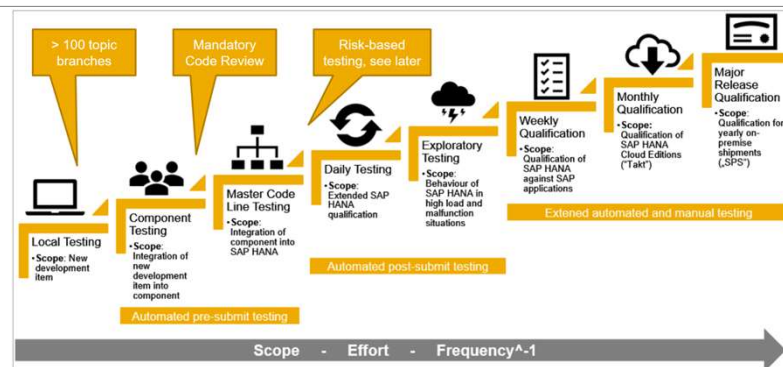 > 100 topic
branches
Mandatory
Code Review
Risk-based
testing, see later
Local Testing
•Scope: New
development
item
Component
Testing
•Scope:
Integration of
new
development
item into
component
Master Code
Line Testing
•Scope:
Integration of
component into
SAP HANA
Daily Testing
•Scope:
Extended SAP
HANA
qualification
Exploratory
Testing
•Scope:
Behaviour of
SAP HANA in
high load and
malfunction
situations
Weekly
Qualification
•Scope:
Qualification of
SAP HANA
against SAP
applications
Monthly
Qualification
•Scope:
Qualification of
SAP HANA
Cloud Editions
("Takt")
Major
Release
Qualification
•Scope:
Qualification for
yearly on-
premise
shipments
(„SPS")
Automated pre-submit testing
Automated post-submit testing
Extened automated and manual testing
Scope - Effort - Frequency^-1